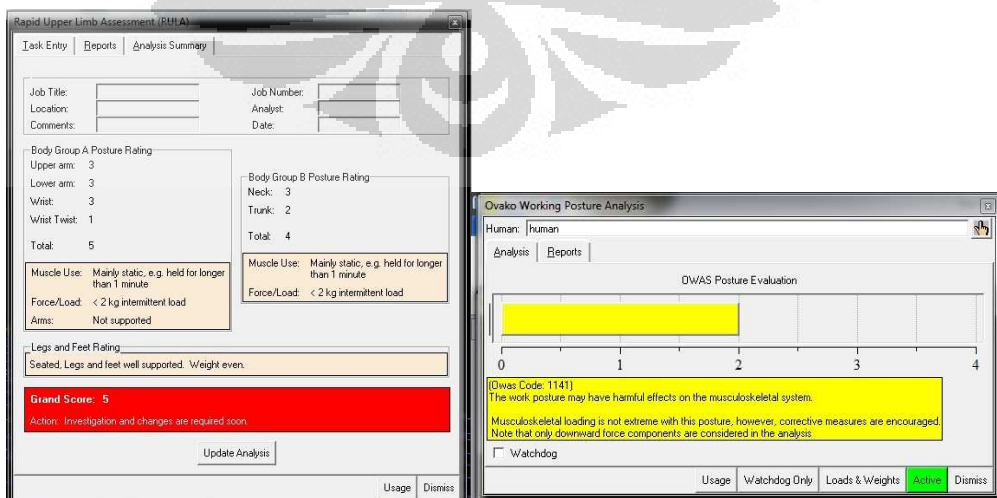 Rapid Upper Limb Assessment (RULA)
Task Entry Reports Analysis Summary
Job Title: Job Number:
Location: Analyst:
Comments: Date:
Body Group A Posture Rating
Upper arm: 3
Lower arm: 3
Wrist: 3
Wrist Twist: 1
Total: 5
Muscle Use: Mainly static, e.g. held for longer
than 1 minute
Force/Load: < 2 kg intermittent load
Arms: Not supported
Body Group B Posture Rating
Neck: 3
Trunk: 2
Total: 4
Muscle Use: Mainly static, e.g. held for longer
than 1 minute
Force/Load: < 2 kg intermittent load
Legs and Feet Rating
Seated, Legs and feet well supported. Weight even.
Grand Score: 5
Action: Investigation and changes are required soon.
Update Analysis
Usage Dismiss
Ovako Working Posture Analysis
Human: human
Analysis Reports
OWAS Posture Evaluation
0 1 2 3 4
(Owas Code: 1141)
The work posture may have harmful effects on the musculoskeletal system.
Musculoskeletal loading is not extreme with this posture, however, corrective measures are encouraged.
Note that only downward force components are considered in the analysis
Watchdog
Usage Watchdog Only Loads & Weights Active Dismiss